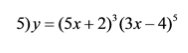 5) y = (5x + 2)³ (3x – 4)⁵